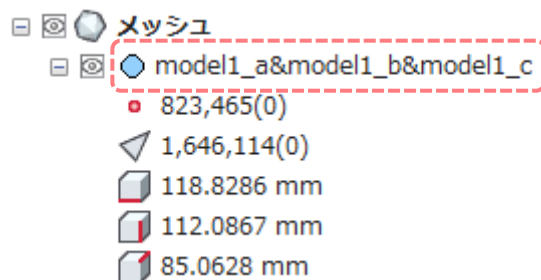 メッシュ
model1_a&model1_b&model1_c
823,465(0)
1,646,114(0)
118.8286 mm
112.0867 mm
85.0628 mm